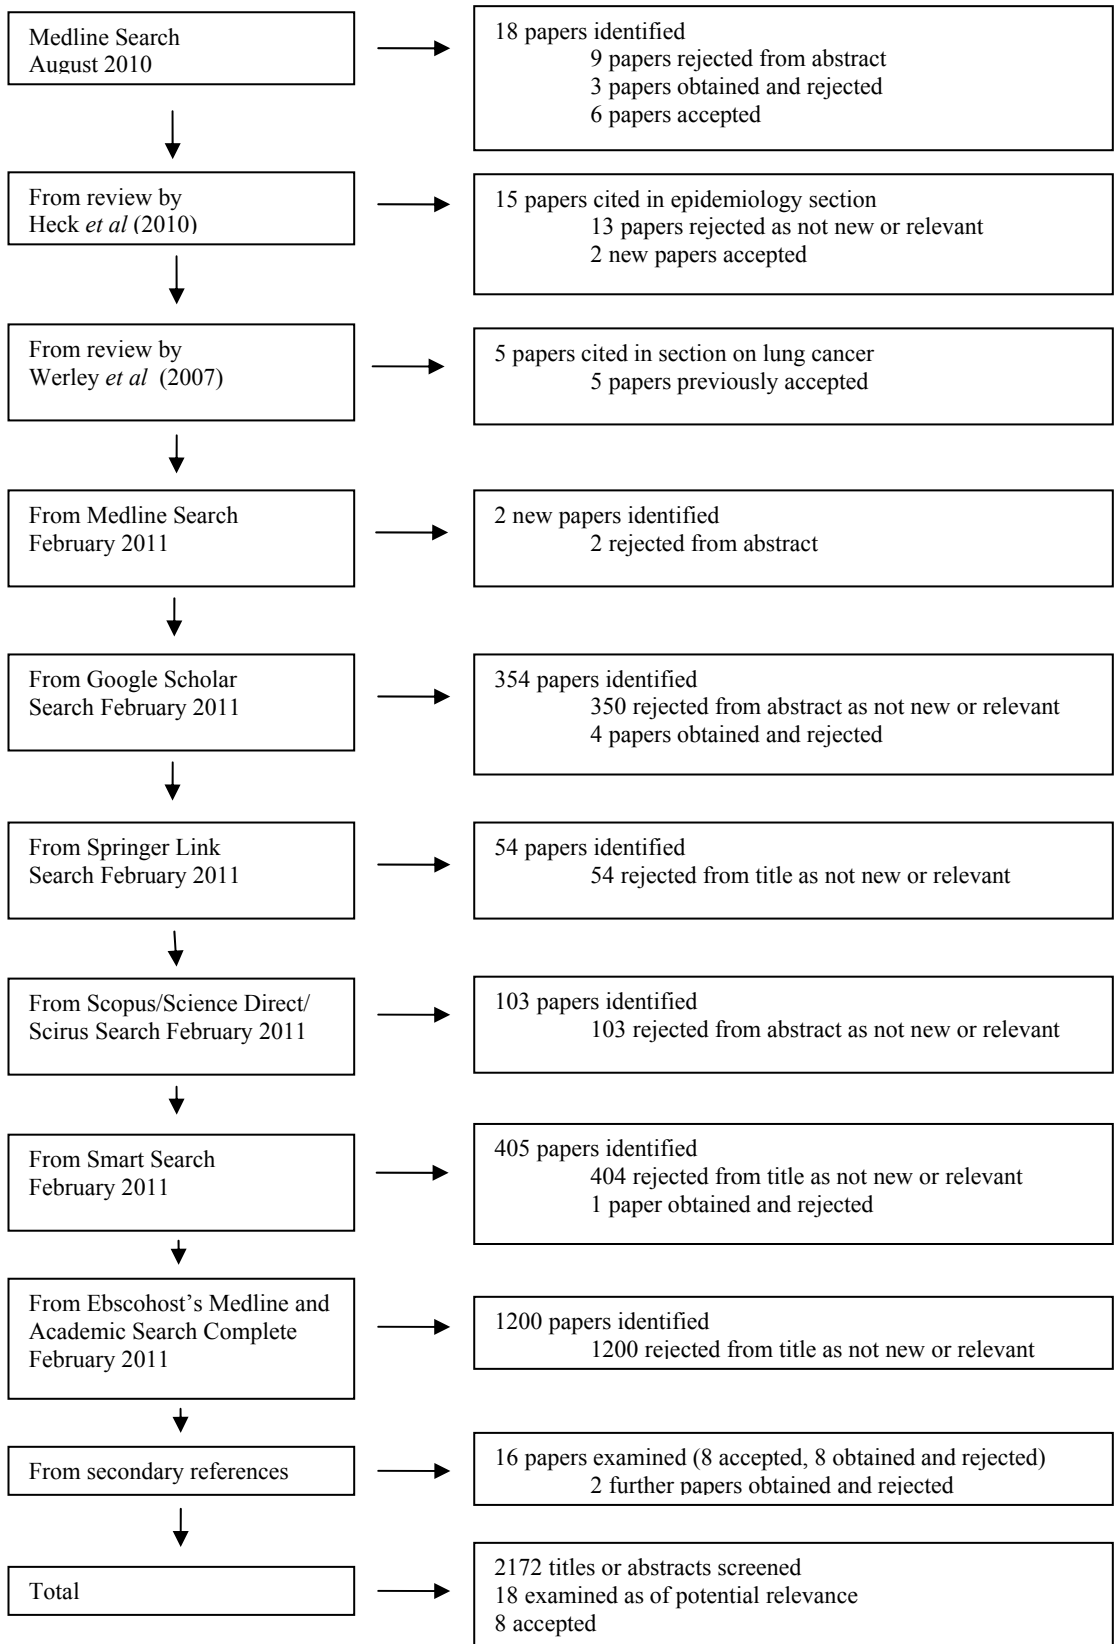 Medline Search
August 2010
18 papers identified
9 papers rejected from abstract
3 papers obtained and rejected
6 papers accepted
From review by
Heck et al (2010)
15 papers cited in epidemiology section
13 papers rejected as not new or relevant
2 new papers accepted
From review by
Werley et al (2007)
5 papers cited in section on lung cancer
5 papers previously accepted
From Medline Search
February 2011
2 new papers identified
2 rejected from abstract
From Google Scholar
Search February 2011
354 papers identified
350 rejected from abstract as not new or relevant
4 papers obtained and rejected
From Springer Link
Search February 2011
54 papers identified
54 rejected from title as not new or relevant
From Scopus/Science Direct/
Scirus Search February 2011
103 papers identified
103 rejected from abstract as not new or relevant
From Smart Search
February 2011
405 papers identified
404 rejected from title as not new or relevant
1 paper obtained and rejected
From Ebscohost’s Medline and
Academic Search Complete
February 2011
1200 papers identified
1200 rejected from title as not new or relevant
From secondary references
16 papers examined (8 accepted, 8 obtained and rejected)
2 further papers obtained and rejected
Total
2172 titles or abstracts screened
18 examined as of potential relevance
8 accepted